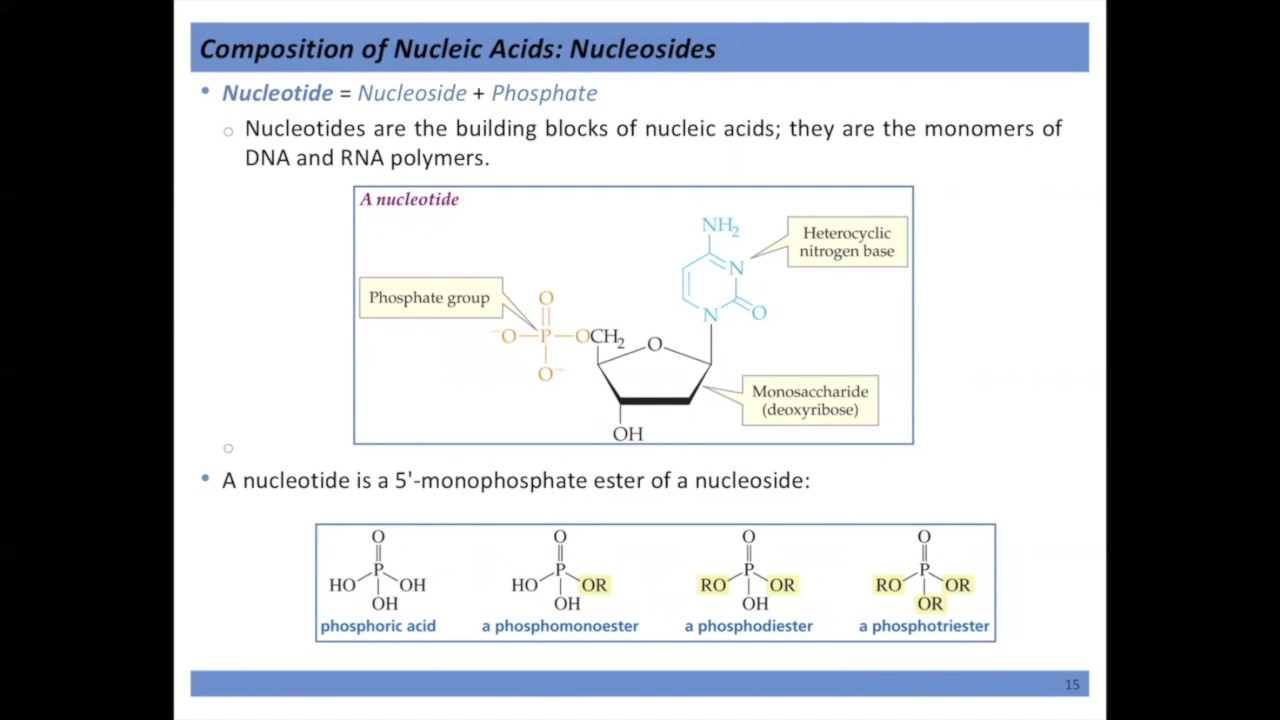 Composition of Nucleic Acids: Nucleosides
• Nucleotide = Nucleoside + Phosphate
o Nucleotides are the building blocks of nucleic acids; they are the monomers of
DNA and RNA polymers.
A nucleotide
NH₂
Heterocyclic
nitrogen base
N
Phosphate group
O
N
O
⁻O—P—OCH₂
O
O⁻
Monosaccharide
(deoxyribose)
OH
o
• A nucleotide is a 5'-monophosphate ester of a nucleoside:
O O O O
P P P P
HO OH HO OR RO OR RO OR
OH OH OH OR
phosphoric acid a phosphomonoester a phosphodiester a phosphotriester
15